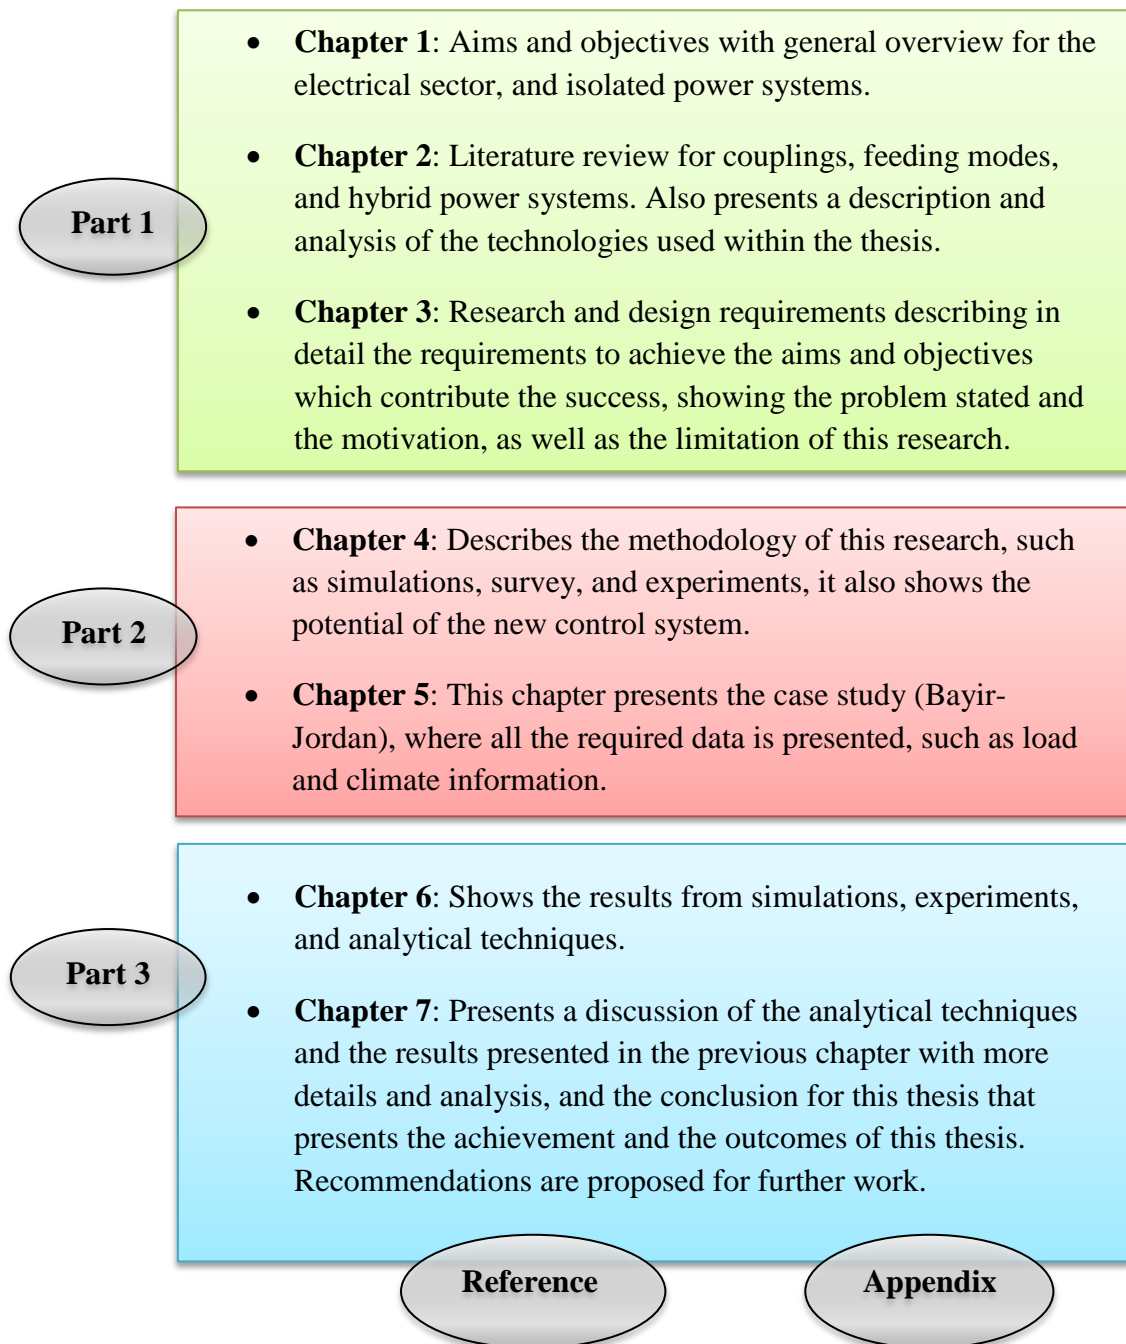 • Chapter 1: Aims and objectives with general overview for the
electrical sector, and isolated power systems.
• Chapter 2: Literature review for couplings, feeding modes,
and hybrid power systems. Also presents a description and
analysis of the technologies used within the thesis.
Part 1
• Chapter 3: Research and design requirements describing in
detail the requirements to achieve the aims and objectives
which contribute the success, showing the problem stated and
the motivation, as well as the limitation of this research.
• Chapter 4: Describes the methodology of this research, such
as simulations, survey, and experiments, it also shows the
potential of the new control system.
Part 2
• Chapter 5: This chapter presents the case study (Bayir-
Jordan), where all the required data is presented, such as load
and climate information.
• Chapter 6: Shows the results from simulations, experiments,
and analytical techniques.
Part 3
• Chapter 7: Presents a discussion of the analytical techniques
and the results presented in the previous chapter with more
details and analysis, and the conclusion for this thesis that
presents the achievement and the outcomes of this thesis.
Recommendations are proposed for further work.
Reference
Appendix